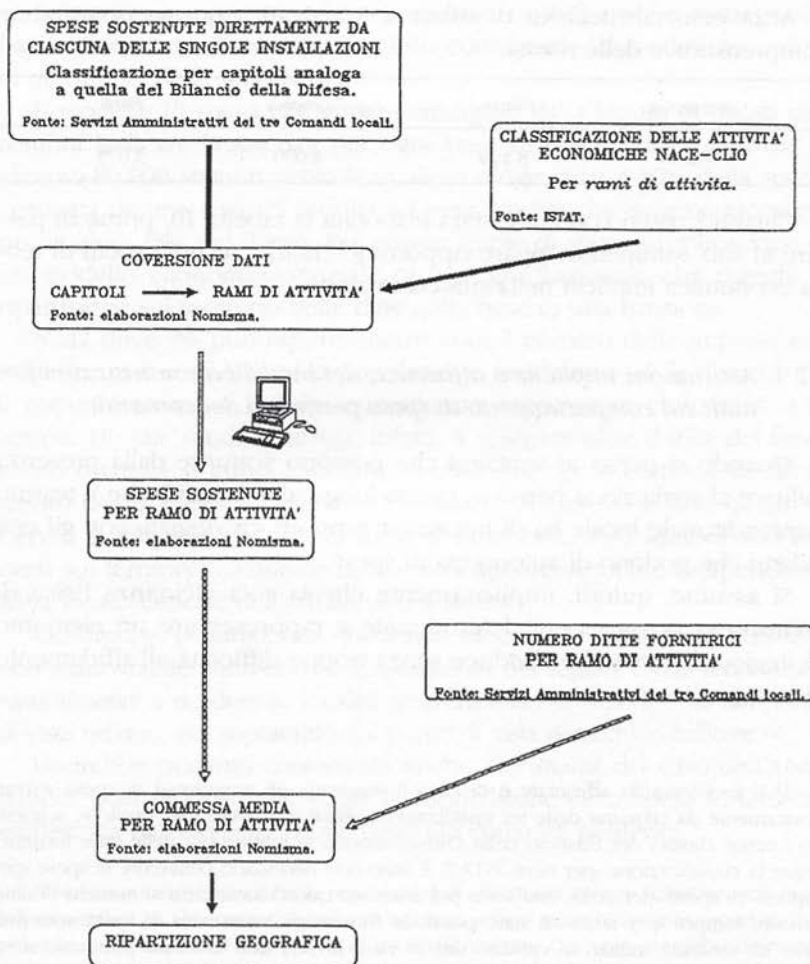 SPESE SOSTENUTE DIRETTAMENTE DA
CIASCUNA DELLE SINGOLE INSTALLAZIONI
Classificazione per capitoli analoga
a quella del Bilancio della Difesa.
Fonte: Servizi Amministrativi dei tre Comandi locali.
CLASSIFICAZIONE DELLE ATTIVITA'
ECONOMICHE NACE-CLIO
Per rami di attivita.
Fonte: ISTAT.
COVERSIONE DATI
CAPITOLI RAMI DI ATTIVITA'
Fonte: elaborazioni Nomisma.
SPESE SOSTENUTE
PER RAMO DI ATTIVITA'
Fonte: elaborazioni Nomisma.
NUMERO DITTE FORNITRICI
PER RAMO DI ATTIVITA'
Fonte: Servizi Amministrativi dei tre Comandi locali.
COMMESSA MEDIA
PER RAMO DI ATTIVITA'
Fonte: elaborazioni Nomisma.
RIPARTIZIONE GEOGRAFICA